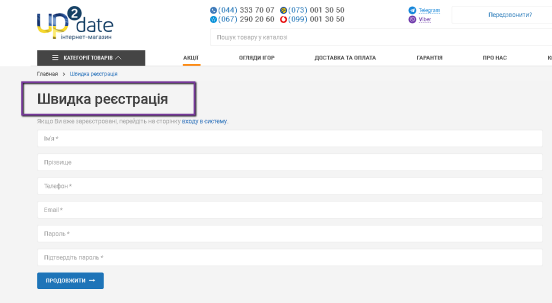 up2date
інтернет-магазин
(044) 333 70 07 (073) 001 30 50
(067) 290 20 60 (099) 001 30 50
Telegram
Viber
Передзвонити?
Пошук товару у каталозі
КАТЕГОРІЇ ТОВАРІВ
АКЦІЇ ОГЛЯДИ ІГОР ДОСТАВКА ТА ОПЛАТА ГАРАНТІЯ ПРО НАС
Главная > Швидка реєстрація
Швидка реєстрація
Якщо Ви вже зареєстровані, перейдіть на сторінку входу в систему.
Ім'я *
Прізвище
Телефон *
Email *
Пароль *
Підтвердіть пароль *
ПРОДОВЖИТИ →